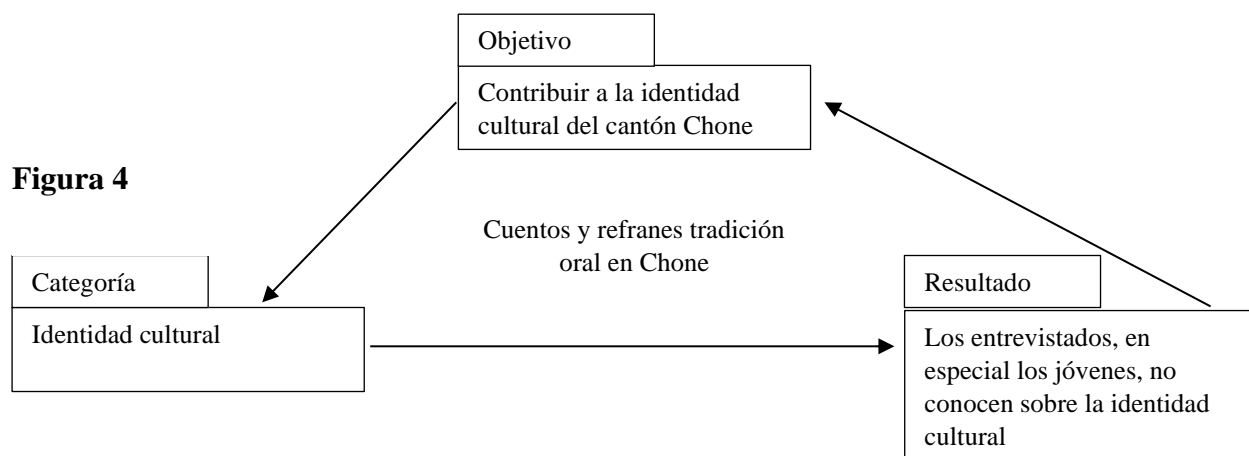 Objetivo
Contribuir a la identidad
cultural del cantón Chone
Figura 4
Cuentos y refranes tradición
oral en Chone
Categoría
Identidad cultural
Resultado
Los entrevistados, en
especial los jóvenes, no
conocen sobre la identidad
cultural